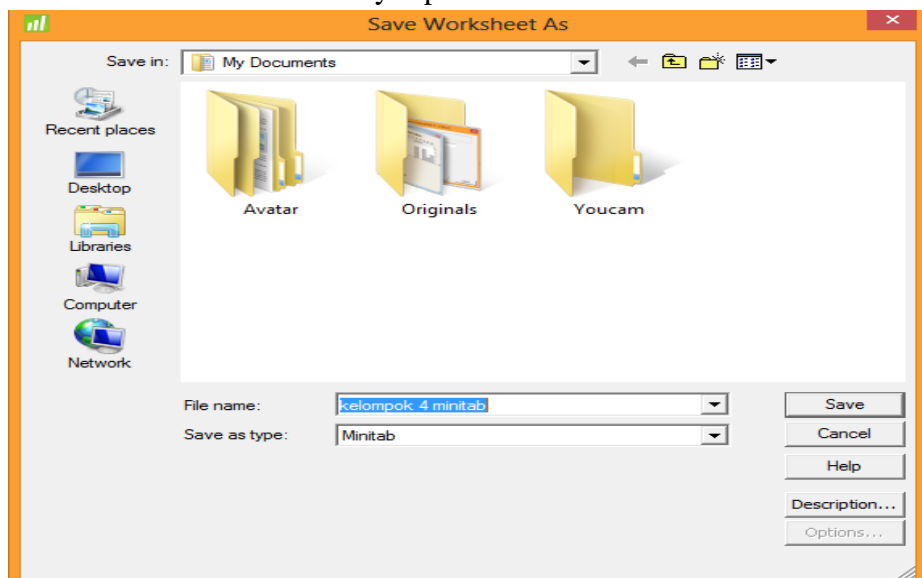 Save Worksheet As
Save in: My Documents
Recent places
Desktop
Libraries
Computer
Network
Avatar Originals Youcam
File name: kelompok 4 minitab Save
Save as type: Minitab Cancel
Help
Description...
Options...